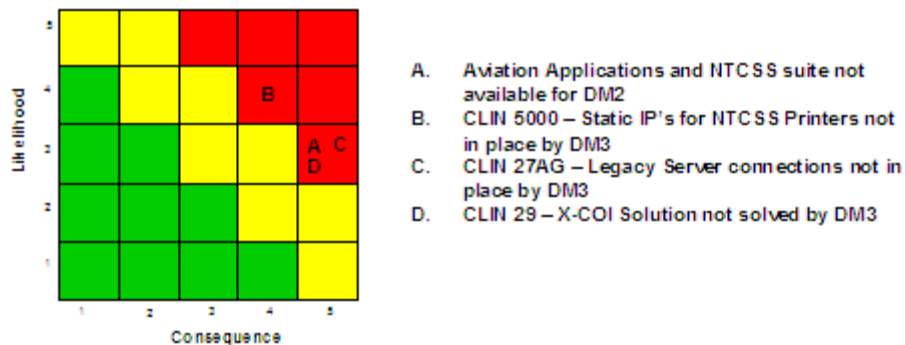 5
4
3
2
1
Likelihood
B
A C
D
1 2 3 4 5
Consequence
A. Aviation Applications and NTCSS suite not
available for DM2
B. CLIN 5000 – Static IP's for NTCSS Printers not
in place by DM3
C. CLIN 27AG – Legacy Server connections not in
place by DM3
D. CLIN 29 – X-COI Solution not solved by DM3